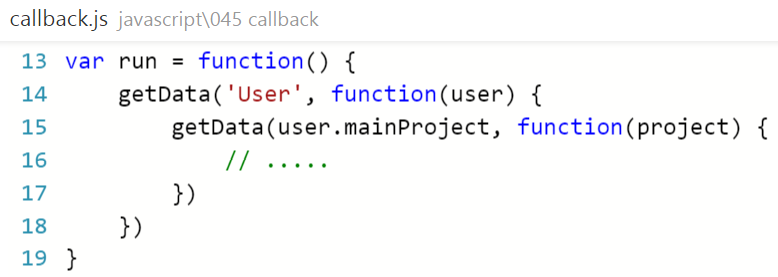 callback.js javascript\045 callback
13 var run = function() {
14     getData('User', function(user) {
15         getData(user.mainProject, function(project) {
16             // .....
17         })
18     })
19 }